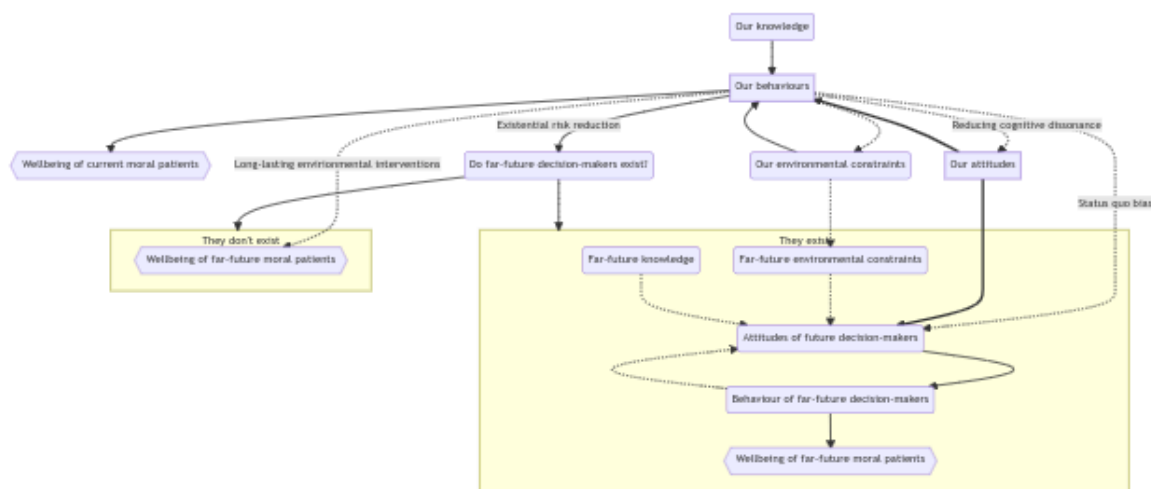 Our knowledge
Our behaviours
Existential risk reduction
Reducing cognitive dissonance
Wellbeing of current moral patients
Long-lasting envirionmental interventions
Do far-future decision-makers exist?
Our environmental constraints
Our attitudes
Status quo bias
They don't exist
They exist
Wellbeing of far-future moral patients
Far-future knowledge
Far-future environmental constraints
Attitudes of future decision-makers
Behaviour of far-future decision-makers
Wellbeing of far-future moral patients